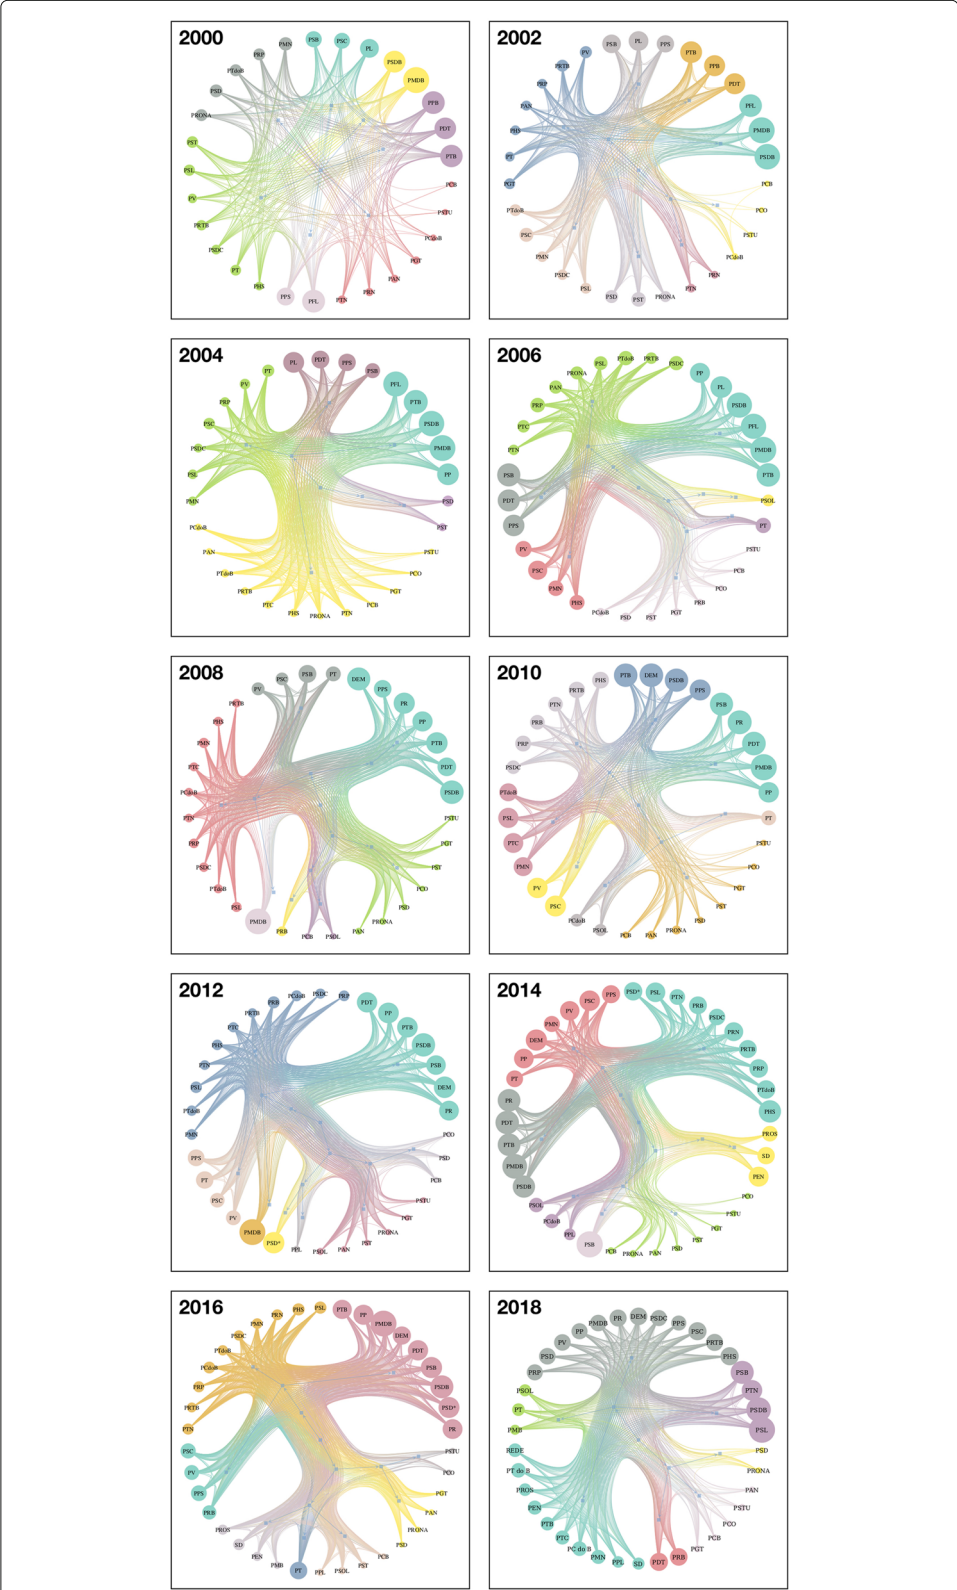 2000
PMN
PSB
PSC
PL
PRP
PSDB
PTdoB
PMDB
PSD
PFB
PRONA
PDT
PST
PTB
PSL
PCB
PV
PSTU
PRTB
PCdoB
PSDC
PGT
PT
PAN
PHS
PRN
PPS
PFL
PTN
2002
PSB
PL
PPS
PV
PTB
PRTB
PPB
PRP
PDT
PAN
PFL
PHS
PMDB
PT
PSDB
PGT
PCB
PTdoB
PCO
PSC
PSTU
PMN
PCdoB
PSDC
PRN
PSL
PTN
PSD
PST
PRONA
2004
PL
PDT
PPS
PSB
PT
PV
PFL
PRP
PTB
PSC
PSDB
PSDC
PMDB
PSL
PP
PMN
PSD
PCdoB
PST
PAN
PSTU
PTdoB
PCO
PRTB
PGT
PTC
PCB
PHS
PRONA
PTN
2006
PSL
PTdoB
PRTB
PSDC
PRONA
PP
PAN
PL
PRP
PSDB
PTC
PFL
PTN
PMDB
PSB
PTB
PDT
PSOL
PPS
PT
PV
PSTU
PSC
PCB
PMN
PCO
PHS
PRB
PCdoB
PSD
PST
PGT
2008
PV
PSC
PSB
PT
DEM
PPS
PRTB
PR
PHS
PP
PMN
PTB
PTC
PDT
PCdoB
PSDB
PTN
PSTU
PRP
PGT
PSDC
PST
PTdoB
PCO
PSL
PSD
PMDB
PRONA
PRB
PCB
PSOL
PAN
2010
PHS
PTB
DEM
PSDB
PPS
PRTB
PSB
PTN
PR
PRB
PDT
PRP
PMDB
PSDC
PP
PTdoB
PT
PSL
PSTU
PTC
PCO
PMN
PGT
PV
PST
PSC
PSD
PCdoB
PRONA
PSOL
PCB
PAN
2012
PRB
PCdoB
PSDC
PRP
PDT
PRTB
PP
PTC
PTB
PHS
PSDB
PTN
PSB
PSL
DEM
PTdoB
PR
PMN
PCO
PPS
PSD
PT
PCB
PSC
PSTU
PV
PGT
PMDB
PRONA
PSD*
PST
PPL
PSOL
PAN
2014
PPS
PSD*
PSL
PTN
PSC
PRB
PV
PSDC
PMN
PRN
DEM
PRTB
PP
PRP
PT
PTdoB
PR
PHS
PDT
PROS
PTB
SD
PMDB
PEN
PSDB
PCO
PSOL
PSTU
PCdoB
PGT
PPL
PST
PSB
PSD
PCB
PRONA
PAN
2016
PSL
PTB
PHS
PP
PRN
PMDB
PMN
DEM
PSDC
PDT
PTdoB
PSB
PCdoB
PSDB
PRP
PSD*
PRTB
PR
PTN
PSTU
PSC
PCO
PV
PGT
PPS
PAN
PRB
PRONA
PROS
PSD
SD
PCB
PEN
PST
PMB
PSOL
PT
PPL
2018
PMDB
PR
DEM
PSDC
PPS
PSC
PP
PRTB
PV
PHS
PSD
PSB
PRP
PTN
PSOL
PSDB
PT
PSL
PMB
PSD
REDE
PRONA
PT do B
PAN
PROS
PSTU
PEN
PCO
PTB
PCB
PTC
PGT
PC do B
PRB
PMN
PDT
PPL
SD